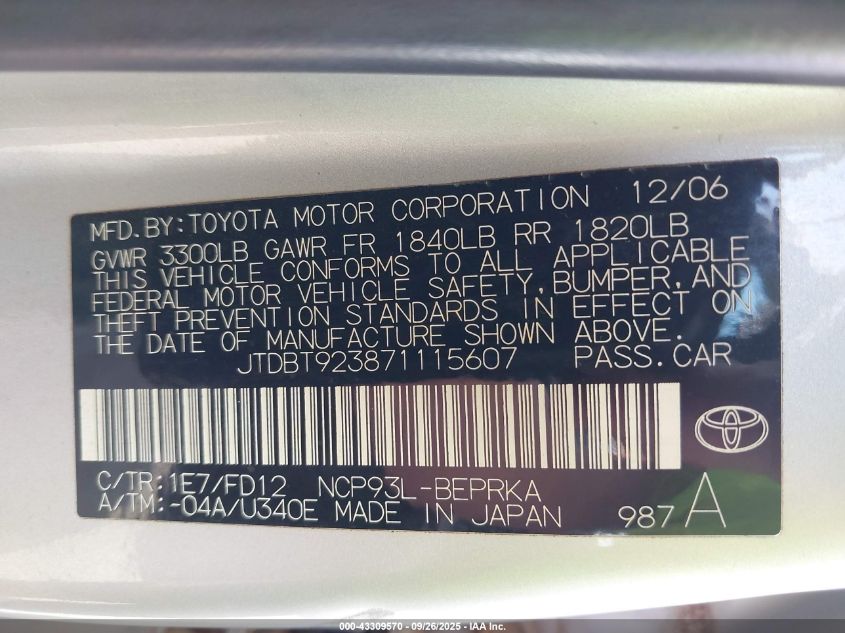 MFD.BY:TOYOTA MOTOR CORPORATION 12/06
GVWR 3300LB GAWR FR 1840LB RR 1820LB
THIS VEHICLE CONFORMS TO ALL APPLICABLE
FEDERAL MOTOR VEHICLE SAFETY,BUMPER,AND
THEFT PREVENTION STANDARDS IN EFFECT ON
THE DATE OF MANUFACTURE SHOWN ABOVE.
JTDBT923871115607 PASS.CAR
C/TR:1E7/FD12 NCP93L-BEPRKA
A/TM:-04A/U340E MADE IN JAPAN 987A
000-43309570 - 09/26/2025 - IAA Inc.